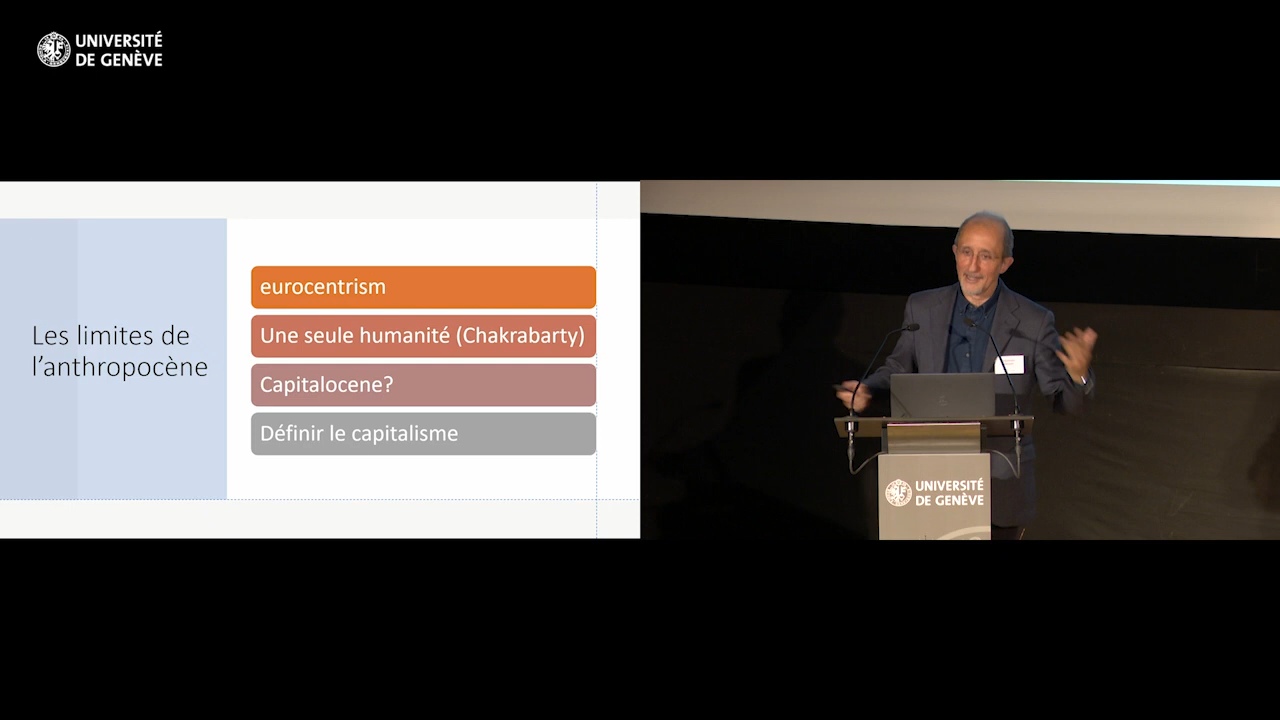 UNIVERSITÉ
DE GENÈVE
Les limites de
l’anthropocène
eurocentrism
Une seule humanité (Chakrabarty)
Capitalocene?
Définir le capitalisme
UNIVERSITÉ
DE GENÈVE